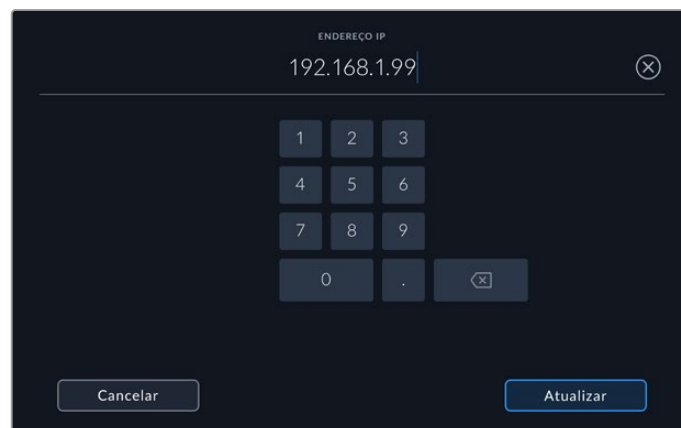 ENDEREÇO IP
192.168.1.99
1 2 3
4 5 6
7 8 9
0 .
Cancelar Atualizar